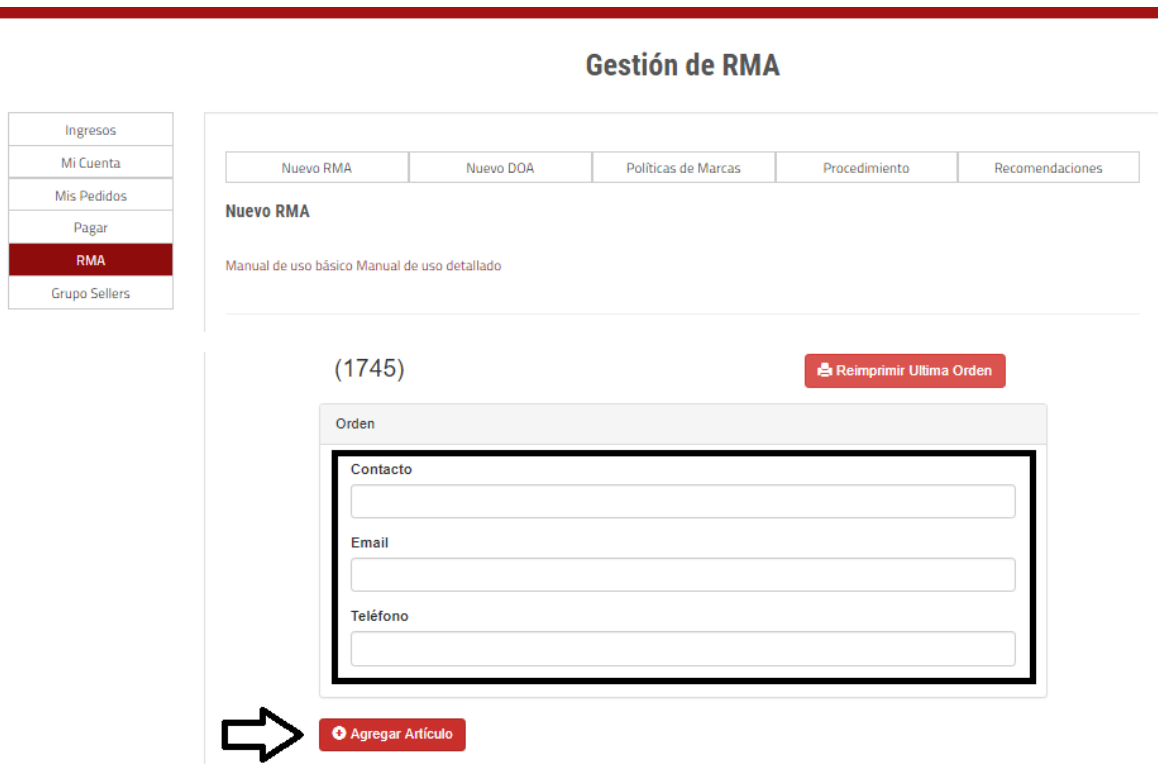 Gestión de RMA
Ingresos
Mi Cuenta
Mis Pedidos
Pagar
RMA
Grupo Sellers
Nuevo RMA Nuevo DOA Políticas de Marcas Procedimiento Recomendaciones
Nuevo RMA
Manual de uso básico Manual de uso detallado
(1745) Reimprimir Ultima Orden
Orden
Contacto
Email
Teléfono
Agregar Artículo